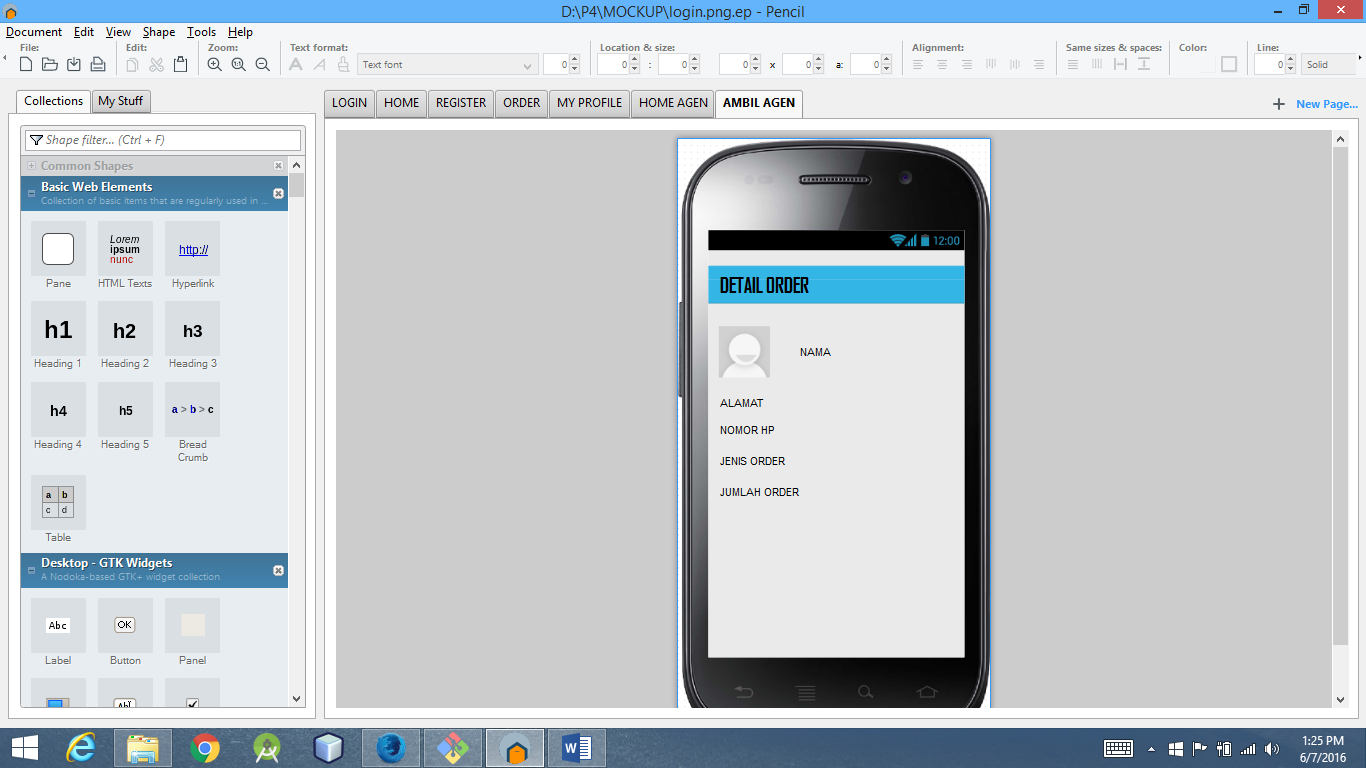 D:\P4\MOCKUP\login.png.ep - Pencil
Document Edit View Shape Tools Help
File: Edit: Zoom: Text format: Location & size: Alignment: Same sizes & spaces: Color: Line:
1:1 Text font 0 0 : 0 0 x 0 a: 0 0 Solid
Collections My Stuff
LOGIN HOME REGISTER ORDER MY PROFILE HOME AGEN AMBIL AGEN New Page...
Shape filter... (Ctrl + F)
Common Shapes
Basic Web Elements
Collection of basic items that are regularly used in ...
Lorem
ipsum
nunc
http://
Pane HTML Texts Hyperlink
h1 h2 h3
Heading 1 Heading 2 Heading 3
h4 h5 a > b > c
Heading 4 Heading 5 Bread
Crumb
a b
c d
Table
Desktop - GTK Widgets
A Nodoka-based GTK+ widget collection
Abc OK
Label Button Panel
AbI
12:00
DETAIL ORDER
NAMA
ALAMAT
NOMOR HP
JENIS ORDER
JUMLAH ORDER
1:25 PM
6/7/2016